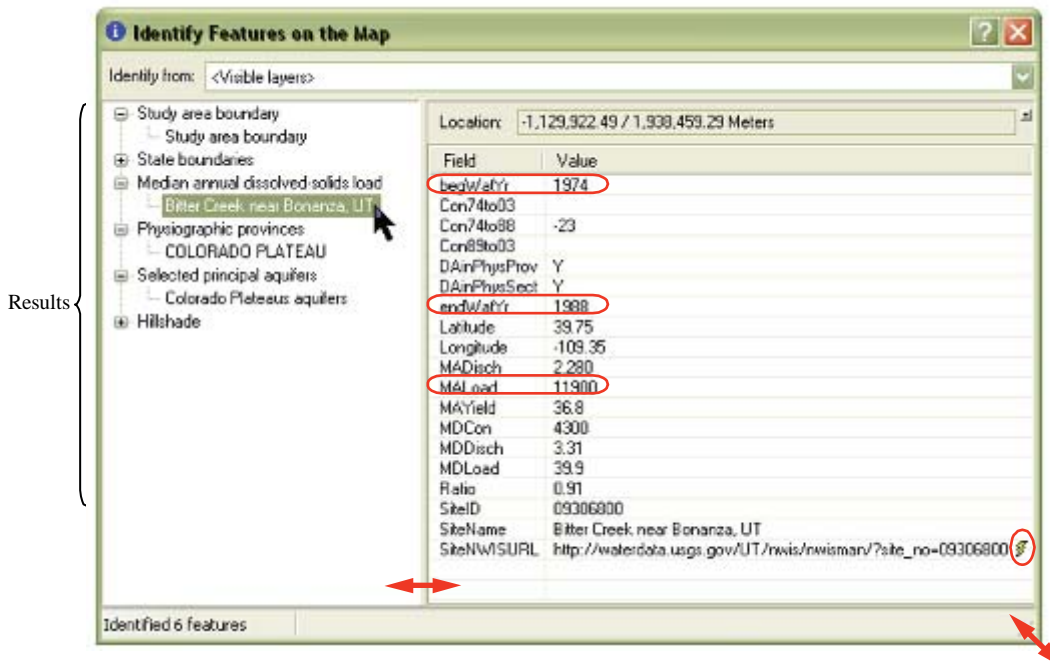 Identify Features on the Map
Identify from: <Visible layers>
Results
Study area boundary
Study area boundary
State boundaries
Median annual dissolved-solids load
Bitter Creek near Bonanza, UT
Physiographic provinces
COLORADO PLATEAU
Selected principal aquifers
Colorado Plateaus aquifers
Hillshade
Location: -1,129,922.49 / 1,938,459.29 Meters
Field Value
begWatYr 1974
Con74to03
Con74to88 -23
Con89to03
DAinPhysProv Y
DAinPhysSect Y
endWatYr 1988
Latitude 39.75
Longitude -109.35
MADisch 2.280
MALoad 11900
MAYield 36.8
MDCon 4300
MDDisch 3.31
MDLoad 39.9
Ratio 0.91
SiteID 09306800
SiteName Bitter Creek near Bonanza, UT
SiteNWISURL http://waterdata.usgs.gov/UT/nwis/nwisman/?site_no=09306800
Identified 6 features